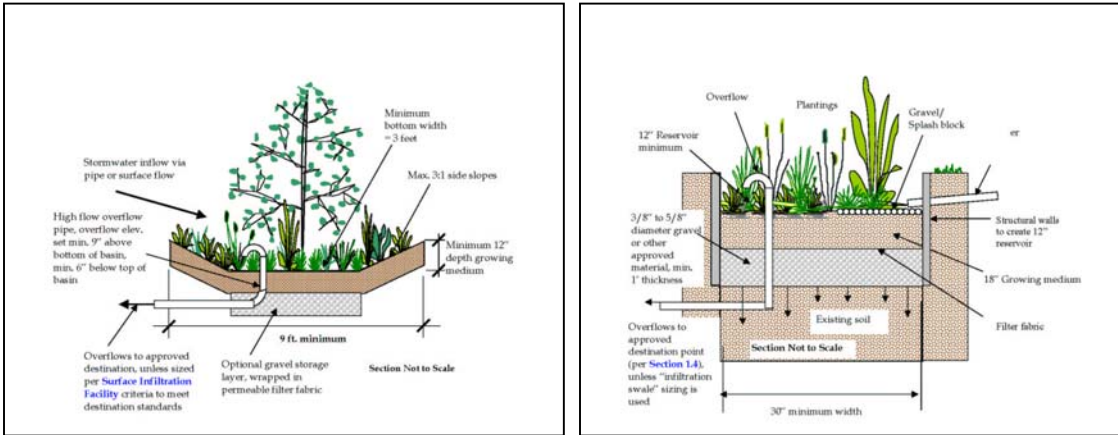 Minimum
bottom width
= 3 feet
Stormwater inflow via
pipe or surface flow
Max. 3:1 side slopes
High flow overflow
pipe, overflow elev.
set min. 9" above
bottom of basin,
min. 6" below top of
basin
Minimum 12"
depth growing
medium
9 ft. minimum
Overflows to approved
destination, unless sized
per Surface Infiltration
Facility criteria to meet
destination standards
Optional gravel storage
layer, wrapped in
permeable filter fabric
Section Not to Scale
Overflow
Plantings
Gravel/
Splash block
12" Reservoir
minimum
er
3/8" to 5/8"
diameter gravel
or other
approved
material, min.
1' thickness
Structural walls
to create 12"
reservoir
18" Growing medium
Existing soil
Filter fabric
Overflows to
approved
destination point
(per Section 1.4),
unless "infiltration
swale" sizing is
used
Section Not to Scale
30" minimum width